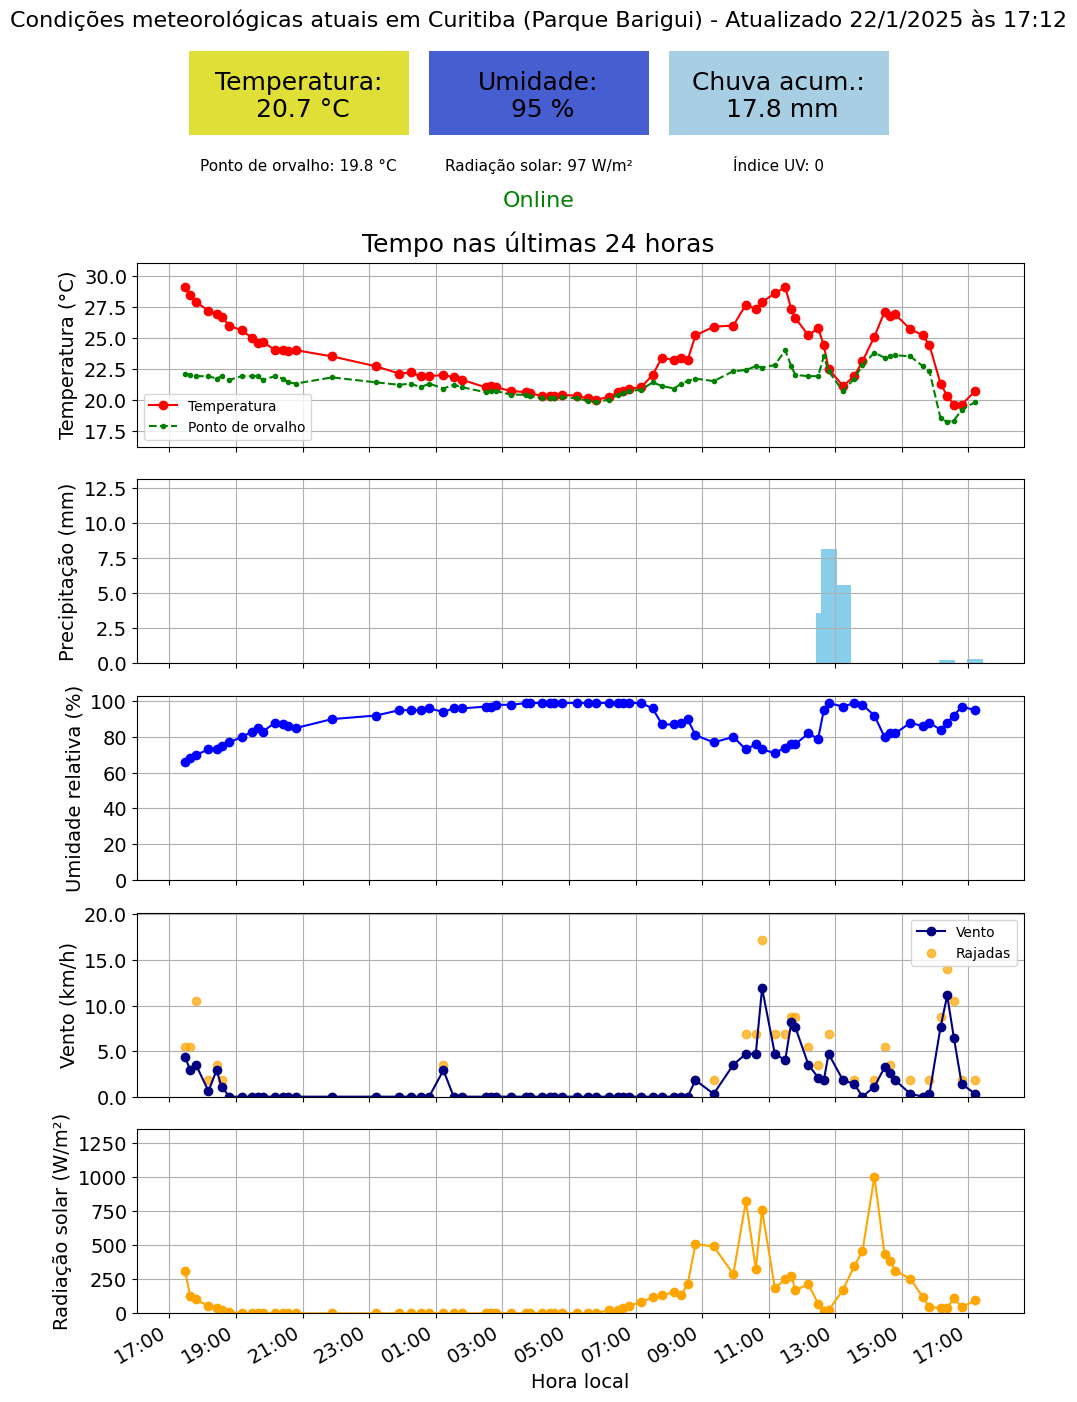 Condições meteorológicas atuais em Curitiba (Parque Barigui) - Atualizado 22/1/2025 às 17:12
Temperatura:
20.7 °C
Umidade:
95 %
Chuva acum.:
17.8 mm
Ponto de orvalho: 19.8 °C
Radiação solar: 97 W/m²
Índice UV: 0
Online
Tempo nas últimas 24 horas
Temperatura (°C)
30.0
27.5
25.0
22.5
20.0
17.5
Temperatura
Ponto de orvalho
Precipitação (mm)
12.5
10.0
7.5
5.0
2.5
0.0
Umidade relativa (%)
100
80
60
40
20
0
Vento (km/h)
20.0
15.0
10.0
5.0
0.0
Vento
Rajadas
Radiação solar (W/m²)
1250
1000
750
500
250
0
17:00
19:00
21:00
23:00
01:00
03:00
05:00
07:00
09:00
11:00
13:00
15:00
17:00
Hora local